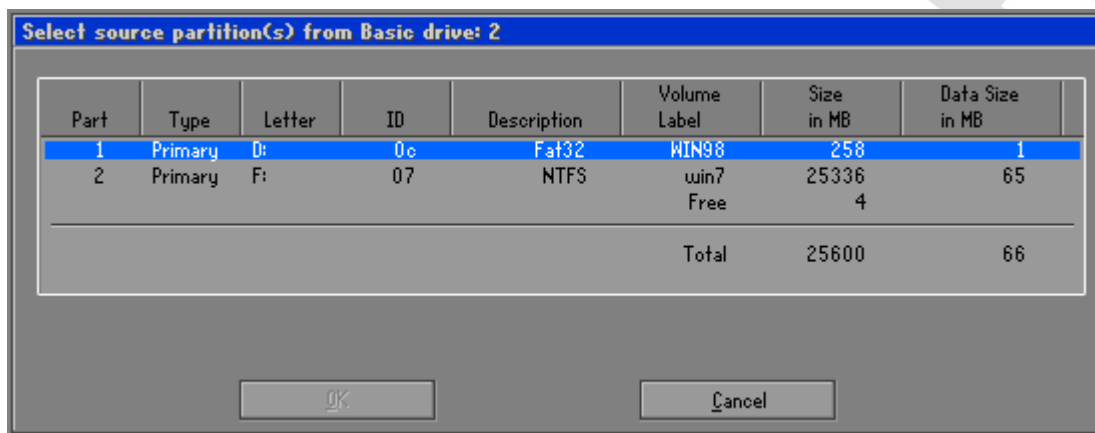 Select source partition(s) from Basic drive: 2
Part Type Letter ID Description Volume Label Size in MB Data Size in MB
1 Primary D: 0c Fat32 WIN98 258 1
2 Primary F: 07 NTFS win7 25336 65
Free 4
Total 25600 66
OK Cancel